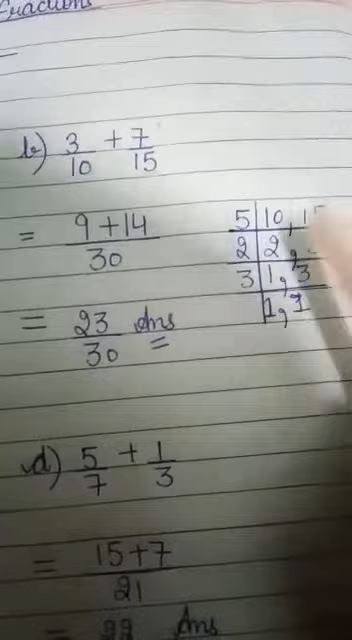 Fractions
b) 3/10 + 7/15
= 9+14/30
5 | 10, 15
2 | 2,
3 | 1, 3
1, 1
= 23/30 Ans
d) 5/7 + 1/3
= 15+7/21
= 22 Ans